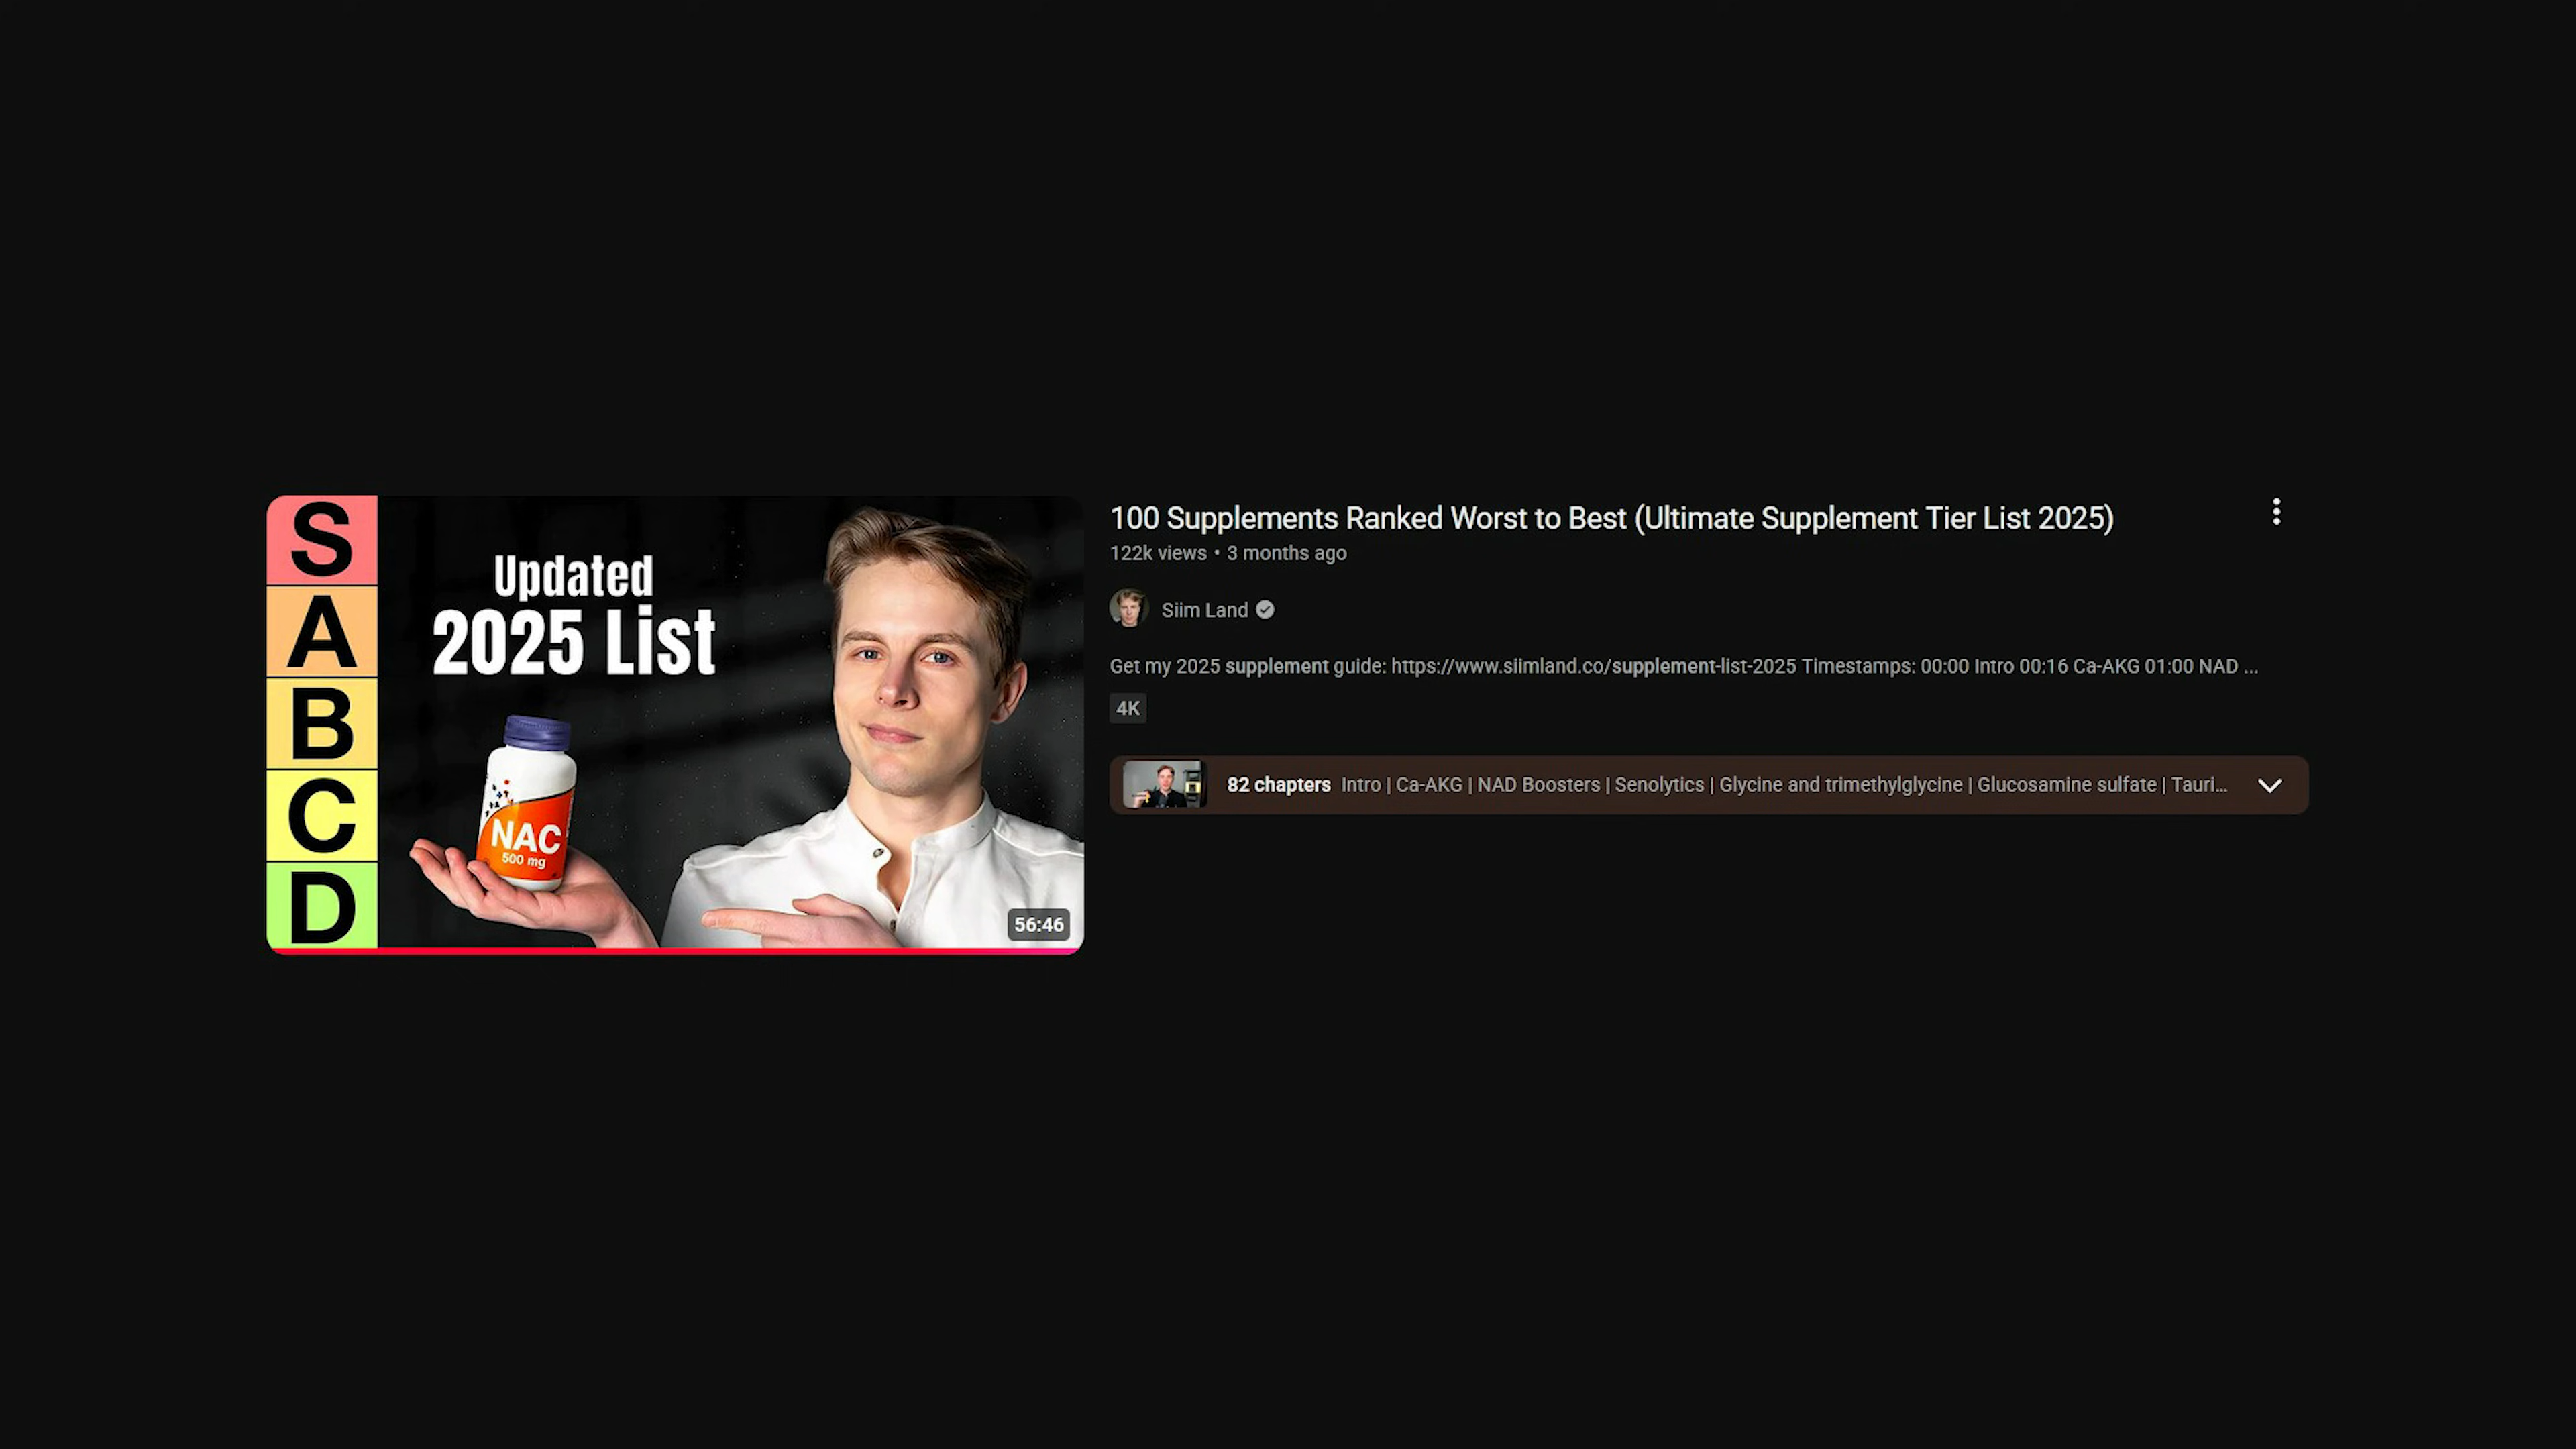 S
A
B
C
D
Updated
2025 List
NAC
500 mg
56:46
100 Supplements Ranked Worst to Best (Ultimate Supplement Tier List 2025)
122k views • 3 months ago
Siim Land
Get my 2025 supplement guide: https://www.siimland.co/supplement-list-2025 Timestamps: 00:00 Intro 00:16 Ca-AKG 01:00 NAD ...
4K
82 chapters Intro | Ca-AKG | NAD Boosters | Senolytics | Glycine and trimethylglycine | Glucosamine sulfate | Tauri...